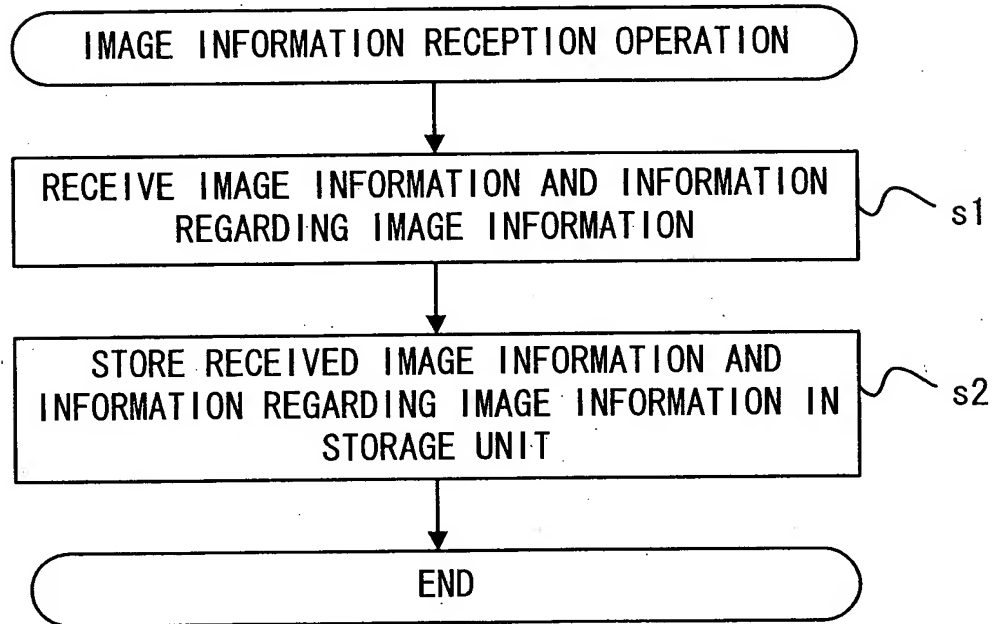 IMAGE INFORMATION RECEPTION OPERATION
RECEIVE IMAGE INFORMATION AND INFORMATION
REGARDING IMAGE INFORMATION
s1
STORE RECEIVED IMAGE INFORMATION AND
INFORMATION REGARDING IMAGE INFORMATION IN
STORAGE UNIT
s2
END